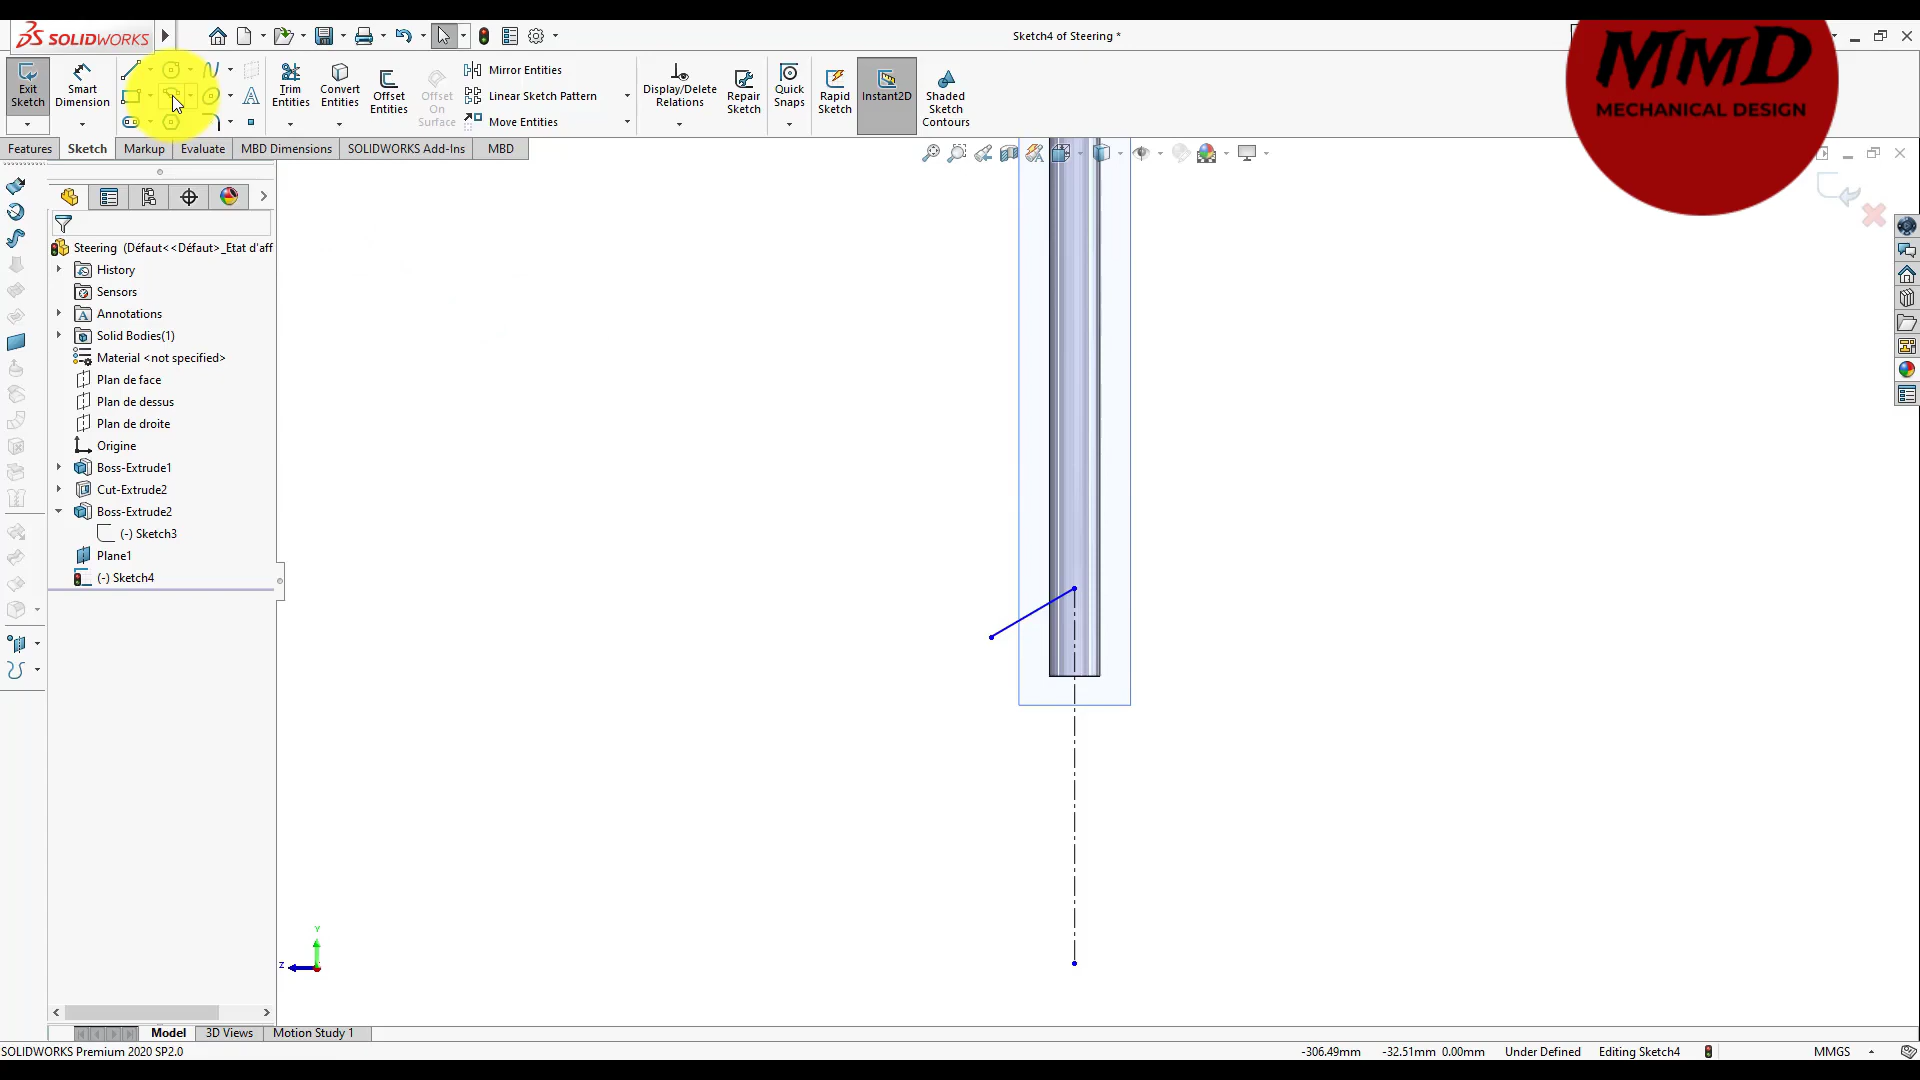 SOLIDWORKS
Sketch4 of Steering *
MMD
MECHANICAL DESIGN
Exit Sketch
Smart Dimension
Trim Entities
Convert Entities
Offset Entities
Offset On Surface
Mirror Entities
Linear Sketch Pattern
Move Entities
Display/Delete Relations
Repair Sketch
Quick Snaps
Rapid Sketch
Instant2D
Shaded Sketch Contours
Features
Sketch
Markup
Evaluate
MBD Dimensions
SOLIDWORKS Add-Ins
MBD
Steering (Défaut<<Défaut>_Etat d'aff
History
Sensors
Annotations
Solid Bodies(1)
Material <not specified>
Plan de face
Plan de dessus
Plan de droite
Origine
Boss-Extrude1
Cut-Extrude2
Boss-Extrude2
(-) Sketch3
Plane1
(-) Sketch4
Y
Z
Model
3D Views
Motion Study 1
SOLIDWORKS Premium 2020 SP2.0
-306.49mm
-32.51mm 0.00mm
Under Defined
Editing Sketch4
MMGS